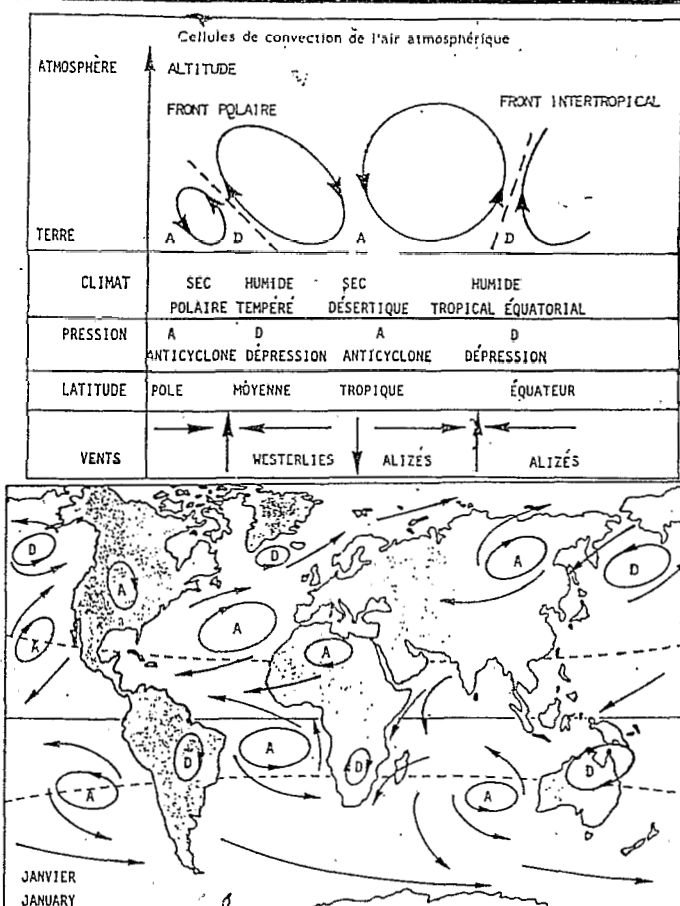 Cellules de convection de l'air atmosphérique
ATMOSPHÈRE ALTITUDE
FRONT POLAIRE FRONT INTERTROPICAL
TERRE A D A D
CLIMAT SEC HUMIDE SEC HUMIDE
POLAIRE TEMPÉRÉ DÉSERTIQUE TROPICAL ÉQUATORIAL
PRESSION A D A D
ANTICYCLONE DÉPRESSION ANTICYCLONE DÉPRESSION
LATITUDE POLE MOYENNE TROPIQUE ÉQUATEUR
VENTS WESTERLIES ALIZÉS ALIZÉS
D D A D
A
A A A
D A D D
A A
JANVIER
JANUARY